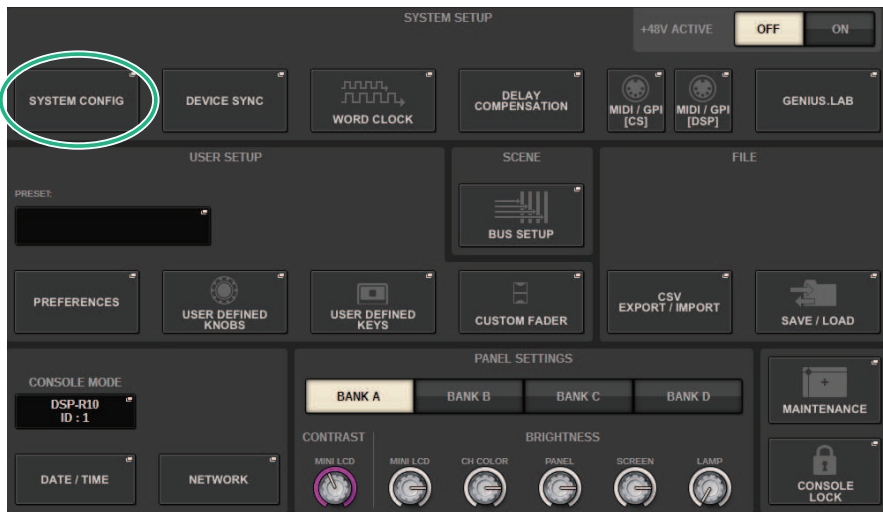 SYSTEM SETUP
+48V ACTIVE
OFF
ON
SYSTEM CONFIG
DEVICE SYNC
WORD CLOCK
DELAY
COMPENSATION
MIDI / GPI
[CS]
MIDI / GPI
[DSP]
GENIUS.LAB
USER SETUP
PRESET:
SCENE
BUS SETUP
FILE
PREFERENCES
USER DEFINED
KNOBS
USER DEFINED
KEYS
CUSTOM FADER
CSV
EXPORT / IMPORT
SAVE / LOAD
CONSOLE MODE
DSP-R10
ID : 1
DATE / TIME
NETWORK
PANEL SETTINGS
BANK A
BANK B
BANK C
BANK D
CONTRAST
BRIGHTNESS
MINI LCD
MINI LCD
CH COLOR
PANEL
SCREEN
LAMP
MAINTENANCE
CONSOLE
LOCK